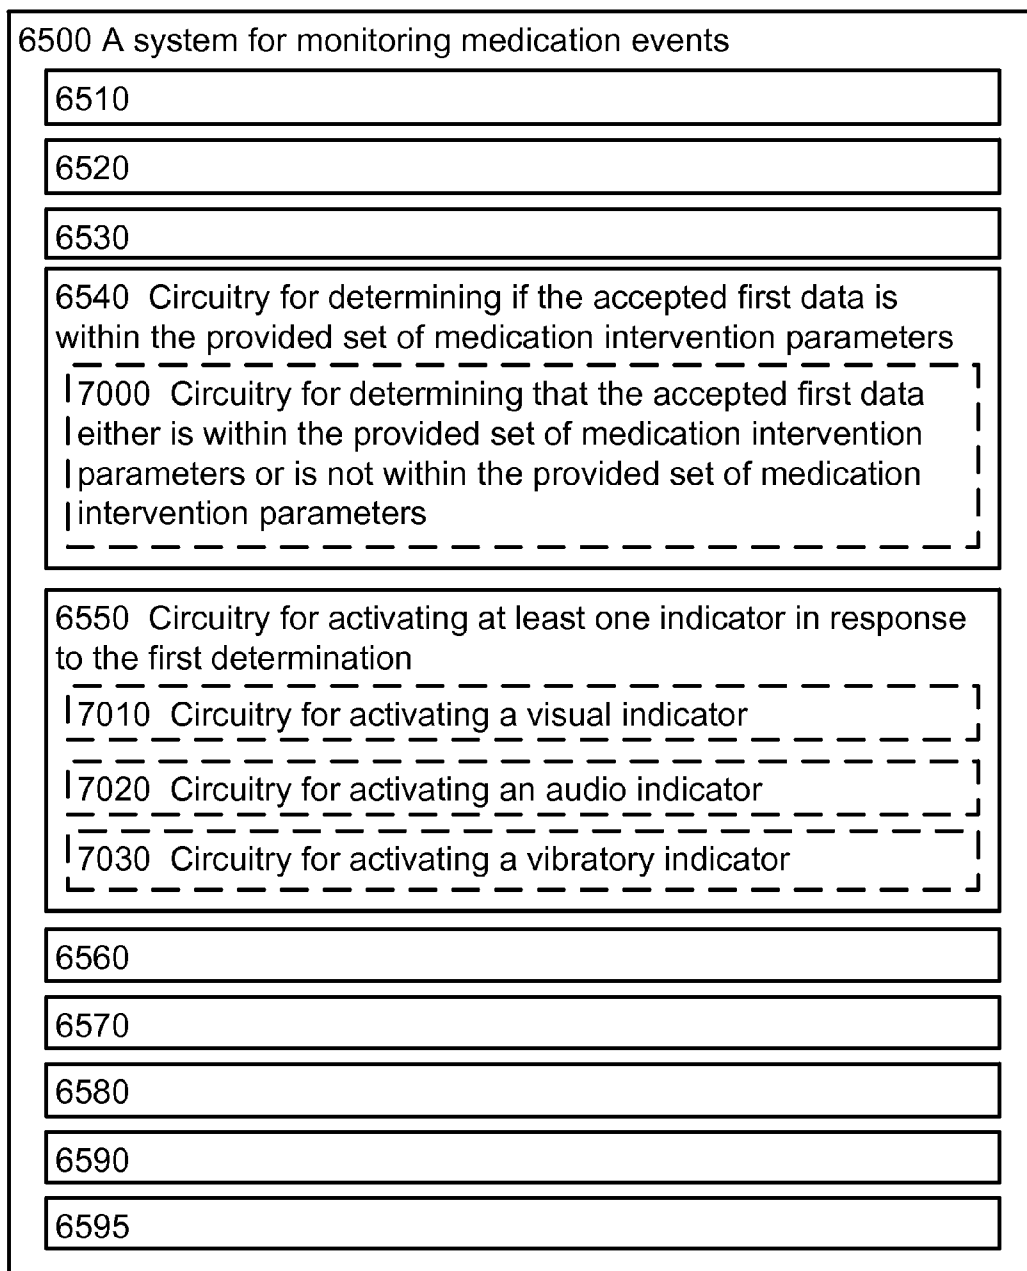 6500 A system for monitoring medication events
6510
6520
6530
6540 Circuitry for determining if the accepted first data is
within the provided set of medication intervention parameters
7000 Circuitry for determining that the accepted first data
either is within the provided set of medication intervention
parameters or is not within the provided set of medication
intervention parameters
6550 Circuitry for activating at least one indicator in response
to the first determination
7010 Circuitry for activating a visual indicator
7020 Circuitry for activating an audio indicator
7030 Circuitry for activating a vibratory indicator
6560
6570
6580
6590
6595